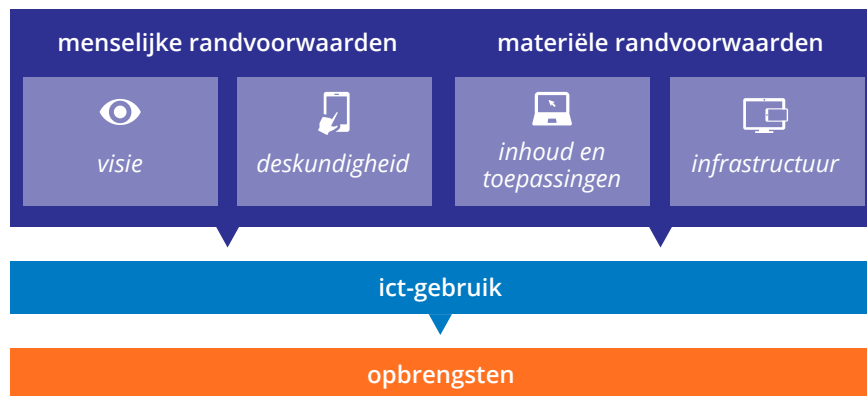 menselijke randvoorwaarden
materiële randvoorwaarden
visie
deskundigheid
inhoud en
toepassingen
infrastructuur
ict-gebruik
opbrengsten